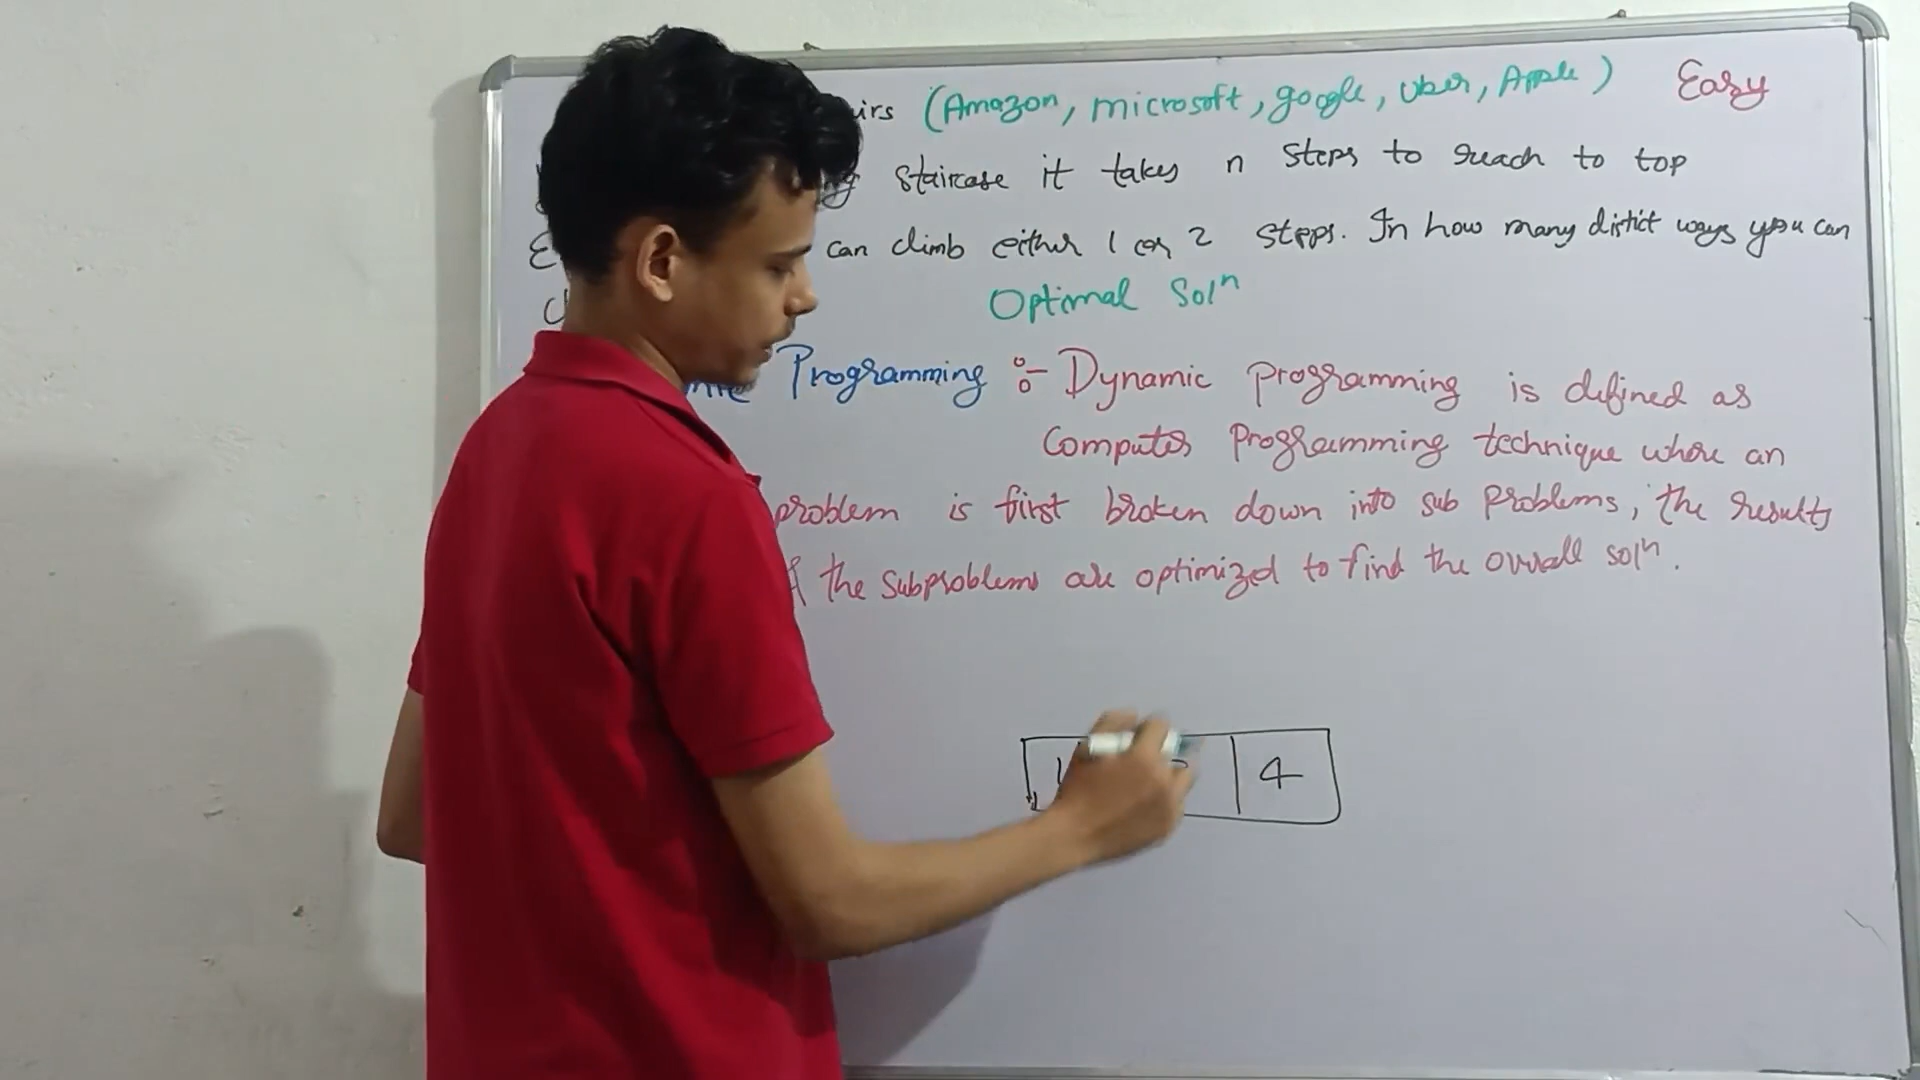 (Amazon, microsoft, google, Uber, Apple) Easy
staircase it takes n steps to reach to top
can climb either 1 or 2 steps. In how many distict ways you can
Optimal Solⁿ
Programming :- Dynamic programming is defined as
Computer Programming technique where an
problem is first broken down into sub problems, the results
the subproblems are optimized to find the overall solⁿ.
1 4